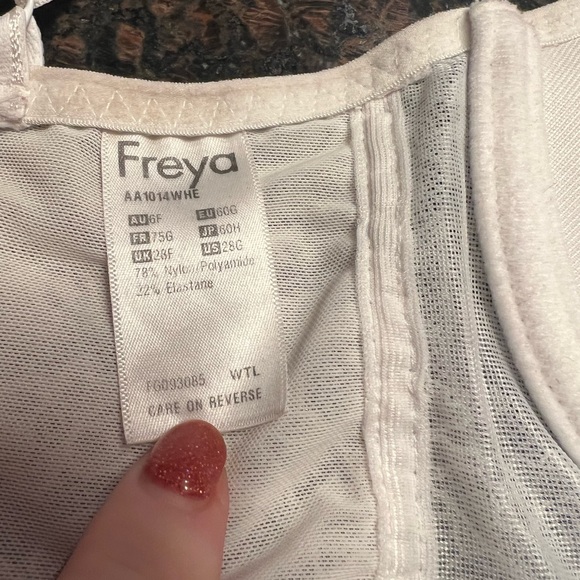 Freya
AA1014WHE
AU 6F EU 60G
FR 75G JP 60H
UK 28F US 28G
78% Nylon/Polyamide
22% Elastane
FG093085 WTL
CARE ON REVERSE